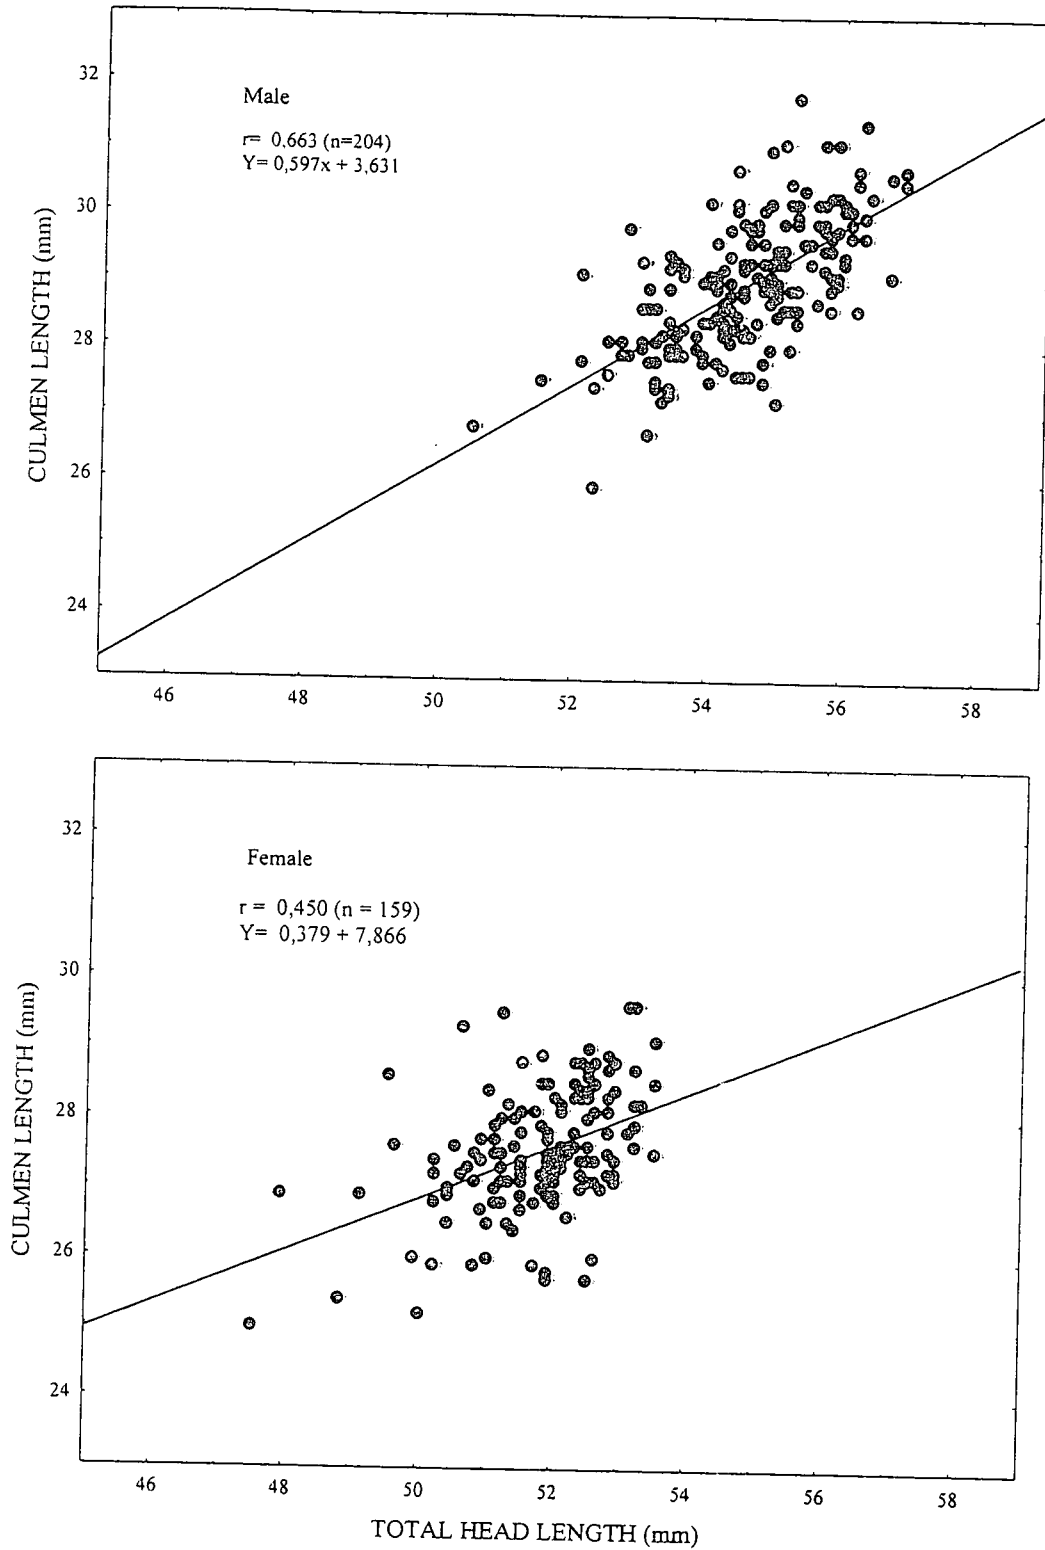 Male
r= 0,663 (n=204)
Y= 0,597x + 3,631
CULMEN LENGTH (mm)
32
30
28
26
24
46 48 50 52 54 56 58
Female
r = 0,450 (n = 159)
Y= 0,379 + 7,866
CULMEN LENGTH (mm)
32
30
28
26
24
46 48 50 52 54 56 58
TOTAL HEAD LENGTH (mm)